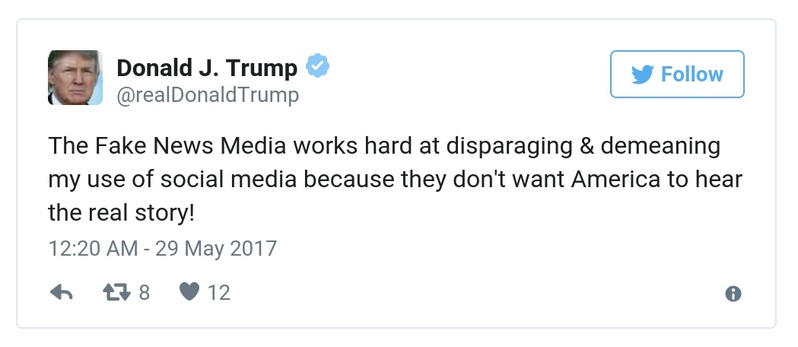 Donald J. Trump
@realDonaldTrump
Follow
The Fake News Media works hard at disparaging & demeaning
my use of social media because they don't want America to hear
the real story!
12:20 AM - 29 May 2017
8 12